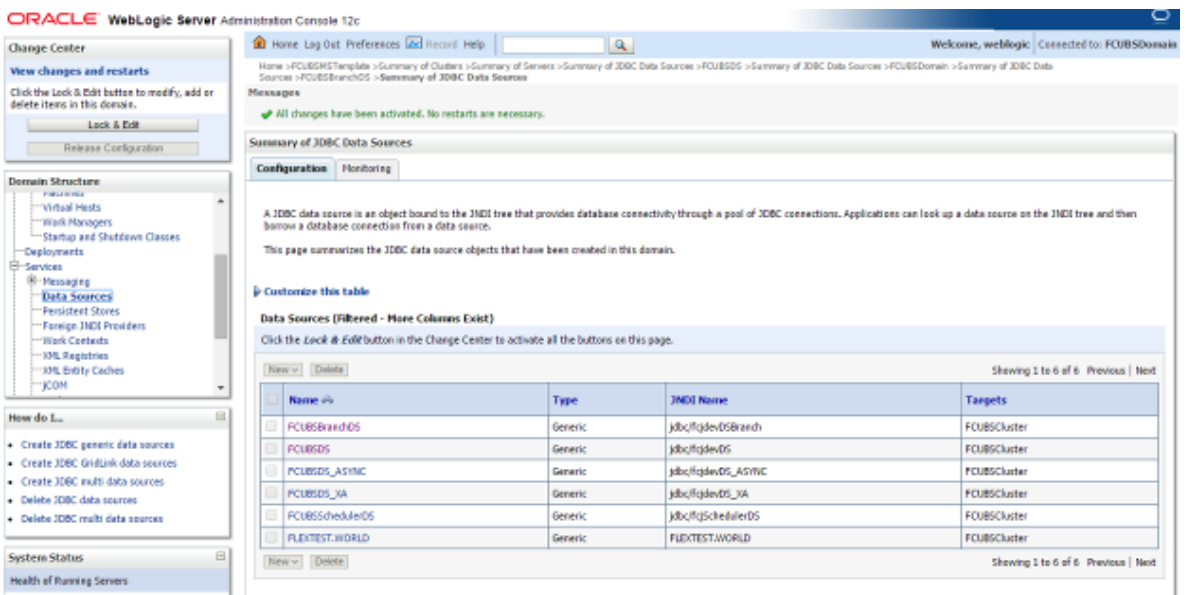 ORACLE WebLogic Server Administration Console 12c
Change Center
View changes and restarts
Click the Lock & Edit button to modify, add or
delete items in this domain.
Lock & Edit
Release Configuration
Domain Structure
Machines
Virtual Hosts
Work Managers
Startup and Shutdown Classes
Deployments
Services
Messaging
Data Sources
Persistent Stores
Foreign JNDI Providers
Work Contexts
XML Registries
XML Entity Caches
jCOM
How do I...
Create JDBC generic data sources
Create JDBC GridLink data sources
Create JDBC multi data sources
Delete JDBC data sources
Delete JDBC multi data sources
System Status
Health of Running Servers
Home Log Out Preferences Record Help
Welcome, weblogic Connected to: FCUBSDomain
Home >FCUBSMSTemplate >Summary of Clusters >Summary of Servers >Summary of JDBC Data Sources >FCUBSDS >Summary of JDBC Data Sources >FCUBSDomain >Summary of JDBC Data
Sources >FCUBSBranchDS >Summary of JDBC Data Sources
Messages
All changes have been activated. No restarts are necessary.
Summary of JDBC Data Sources
Configuration Monitoring
A JDBC data source is an object bound to the JNDI tree that provides database connectivity through a pool of JDBC connections. Applications can look up a data source on the JNDI tree and then
borrow a database connection from a data source.
This page summarizes the JDBC data source objects that have been created in this domain.
Customize this table
Data Sources (Filtered - More Columns Exist)
Click the Lock & Edit button in the Change Center to activate all the buttons on this page.
New Delete Showing 1 to 6 of 6 Previous | Next
Name Type JNDI Name Targets
FCUBSBranchDS Generic jdbc/fcjdevDSBranch FCUBSCluster
FCUBSDS Generic jdbc/fcjdevDS FCUBSCluster
FCUBSDS_ASYNC Generic jdbc/fcjdevDS_ASYNC FCUBSCluster
FCUBSDS_XA Generic jdbc/fcjdevDS_XA FCUBSCluster
FCUBSSchedulerDS Generic jdbc/fcjSchedulerDS FCUBSCluster
FLEXTEST.WORLD Generic FLEXTEST.WORLD FCUBSCluster
New Delete Showing 1 to 6 of 6 Previous | Next